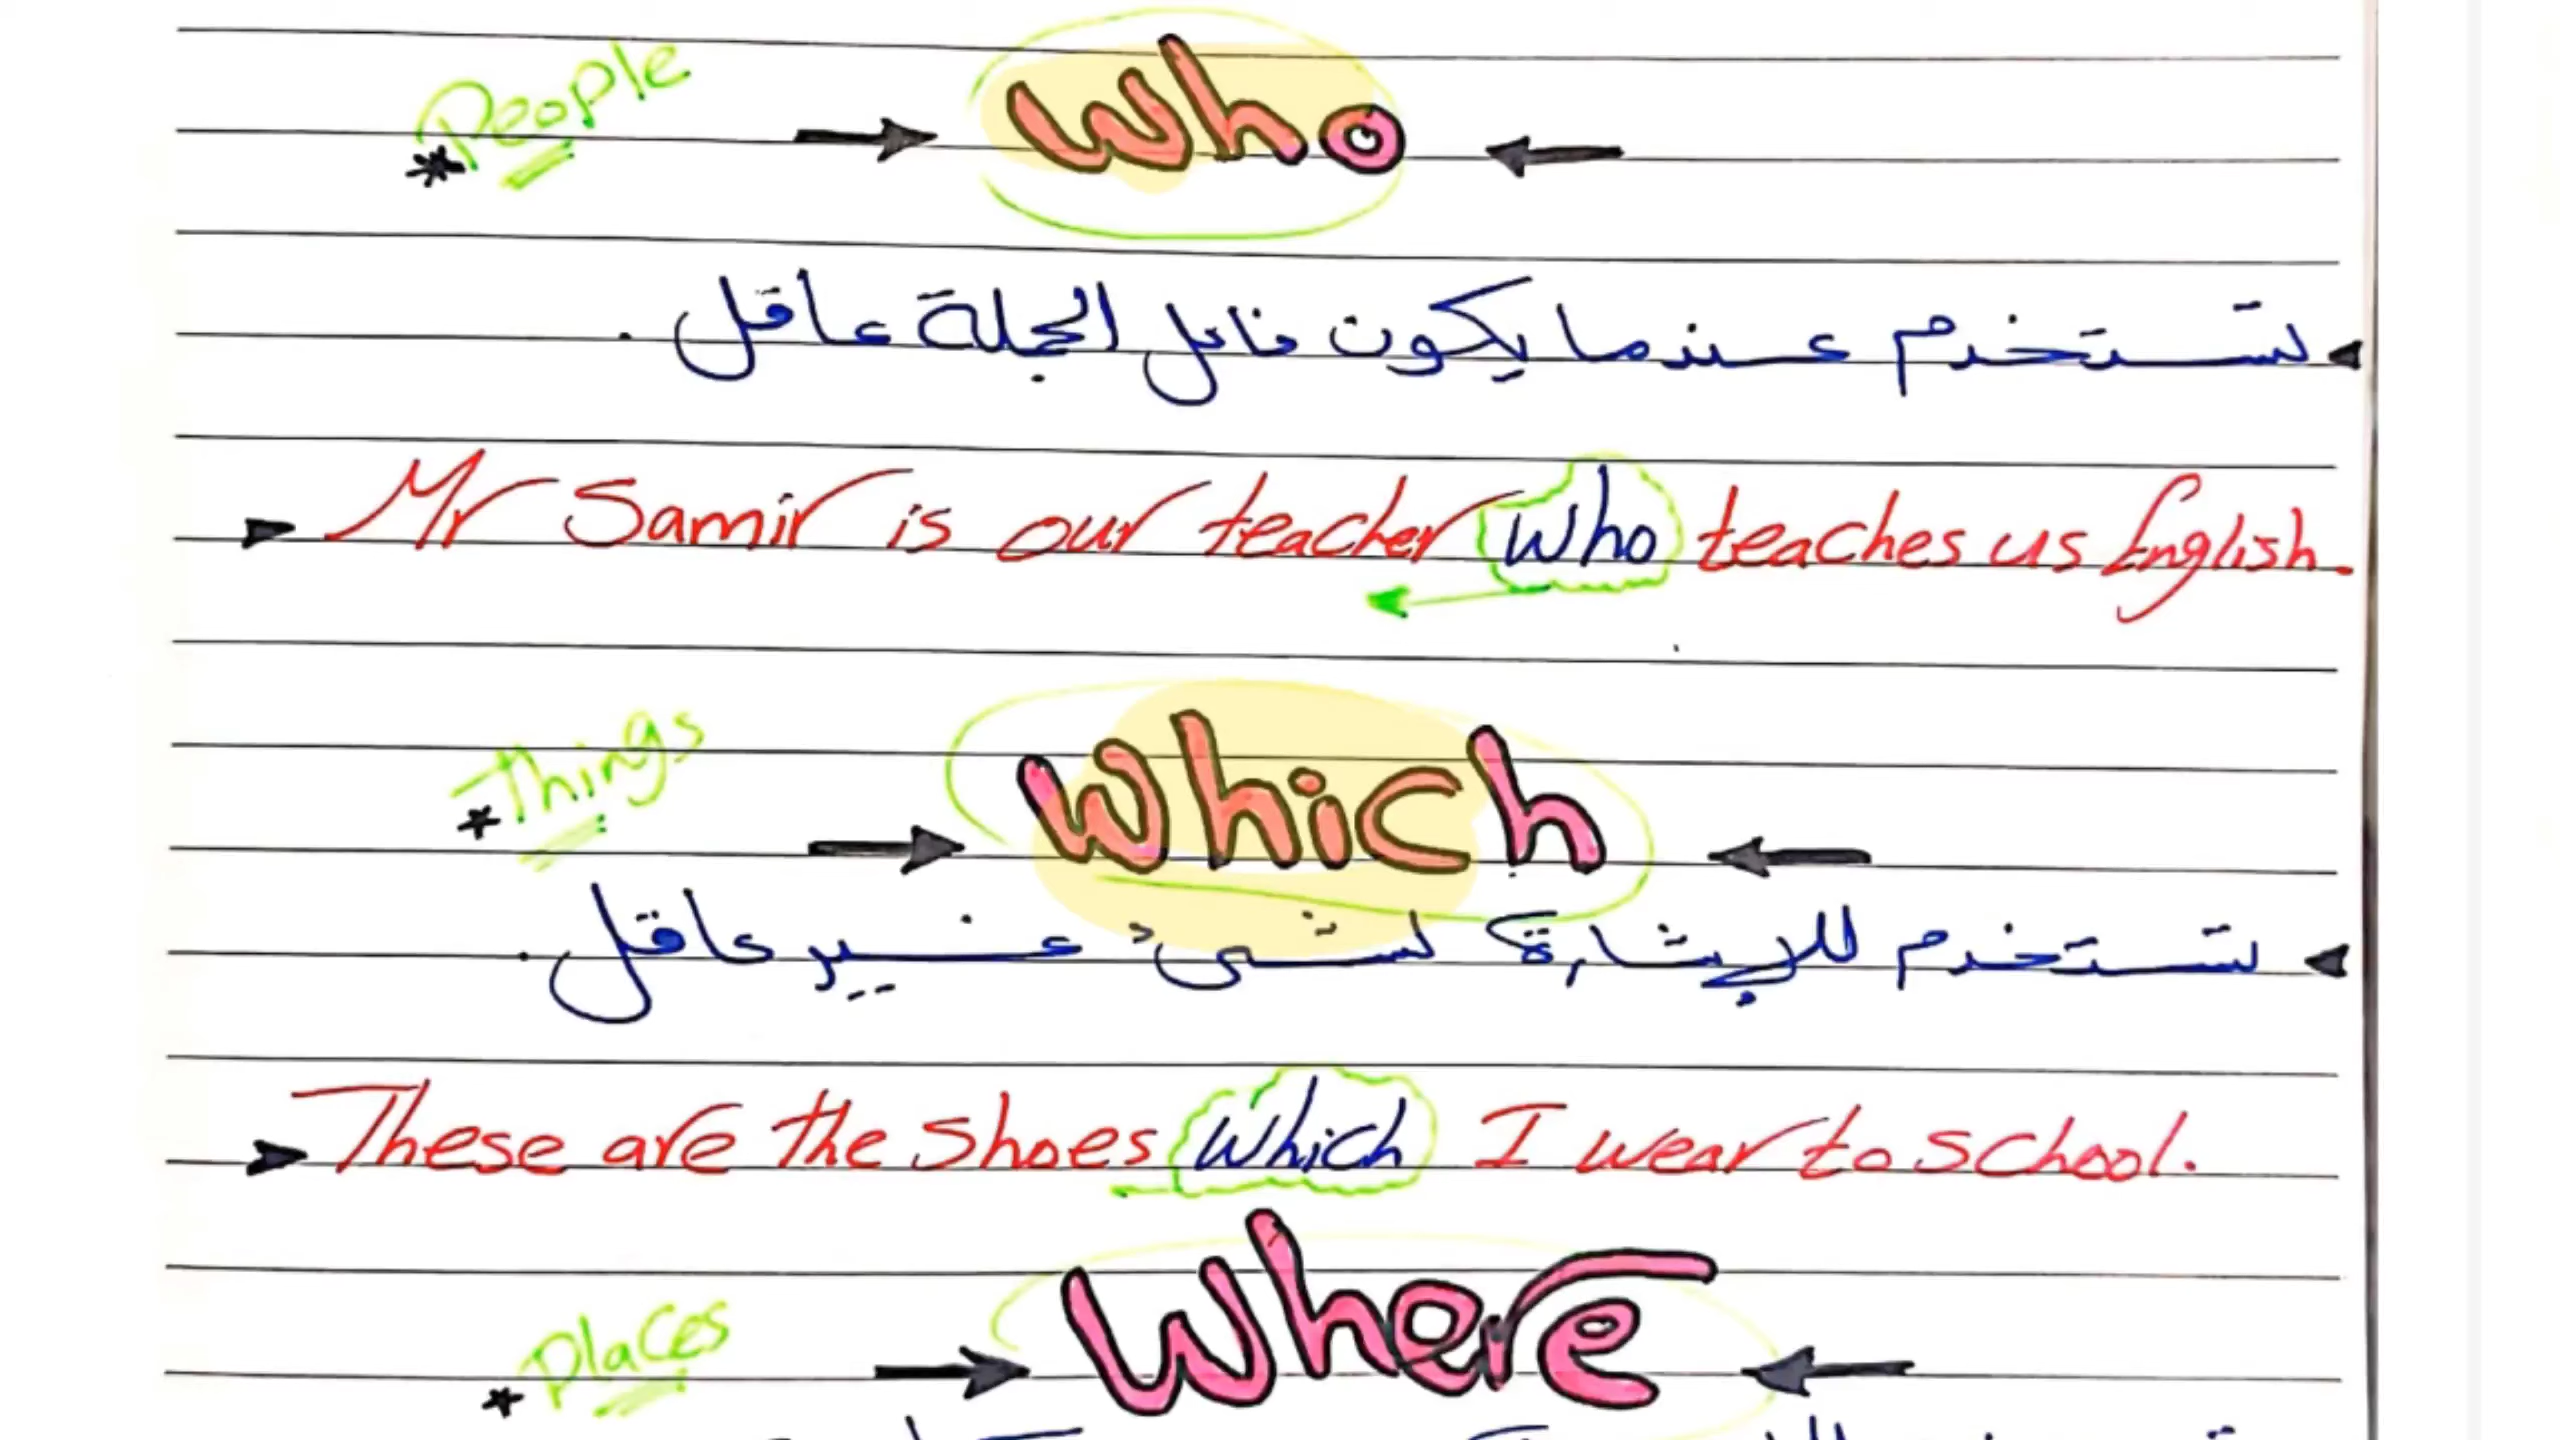 People
Who
تستخدم عندما يكون فاعل الجملة عاقل .
Mr Samir is our teacher who teaches us English.
Things
Which
تستخدم للإشارة لشىء غير عاقل .
These are the shoes which I wear to school.
Where
Places